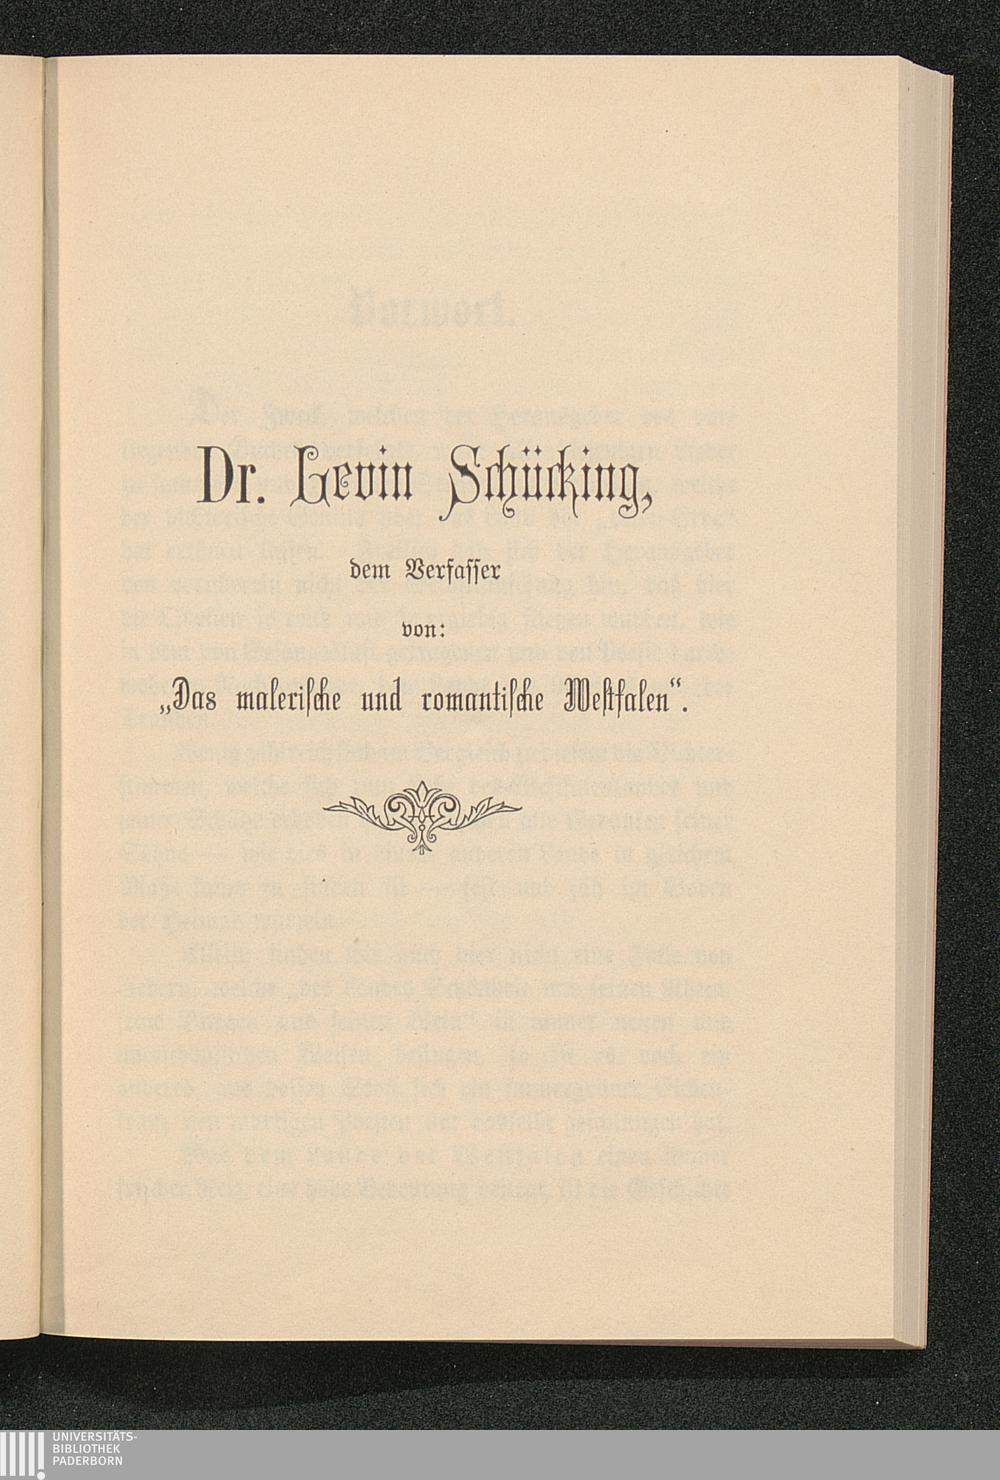 Dr. Levin Schücking,
dem Verfasser
von:
„Das malerische und romantische Westfalen“.
UNIVERSITÄTS-
BIBLIOTHEK
PADERBORN